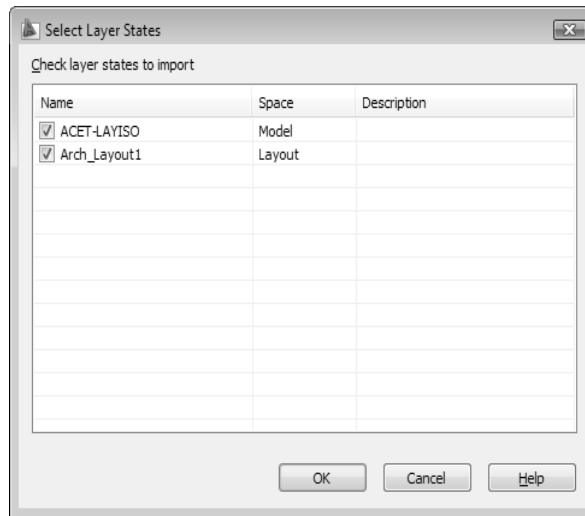 Select Layer States
Check layer states to import
Name Space Description
ACET-LAYISO Model
Arch_Layout1 Layout
OK Cancel Help